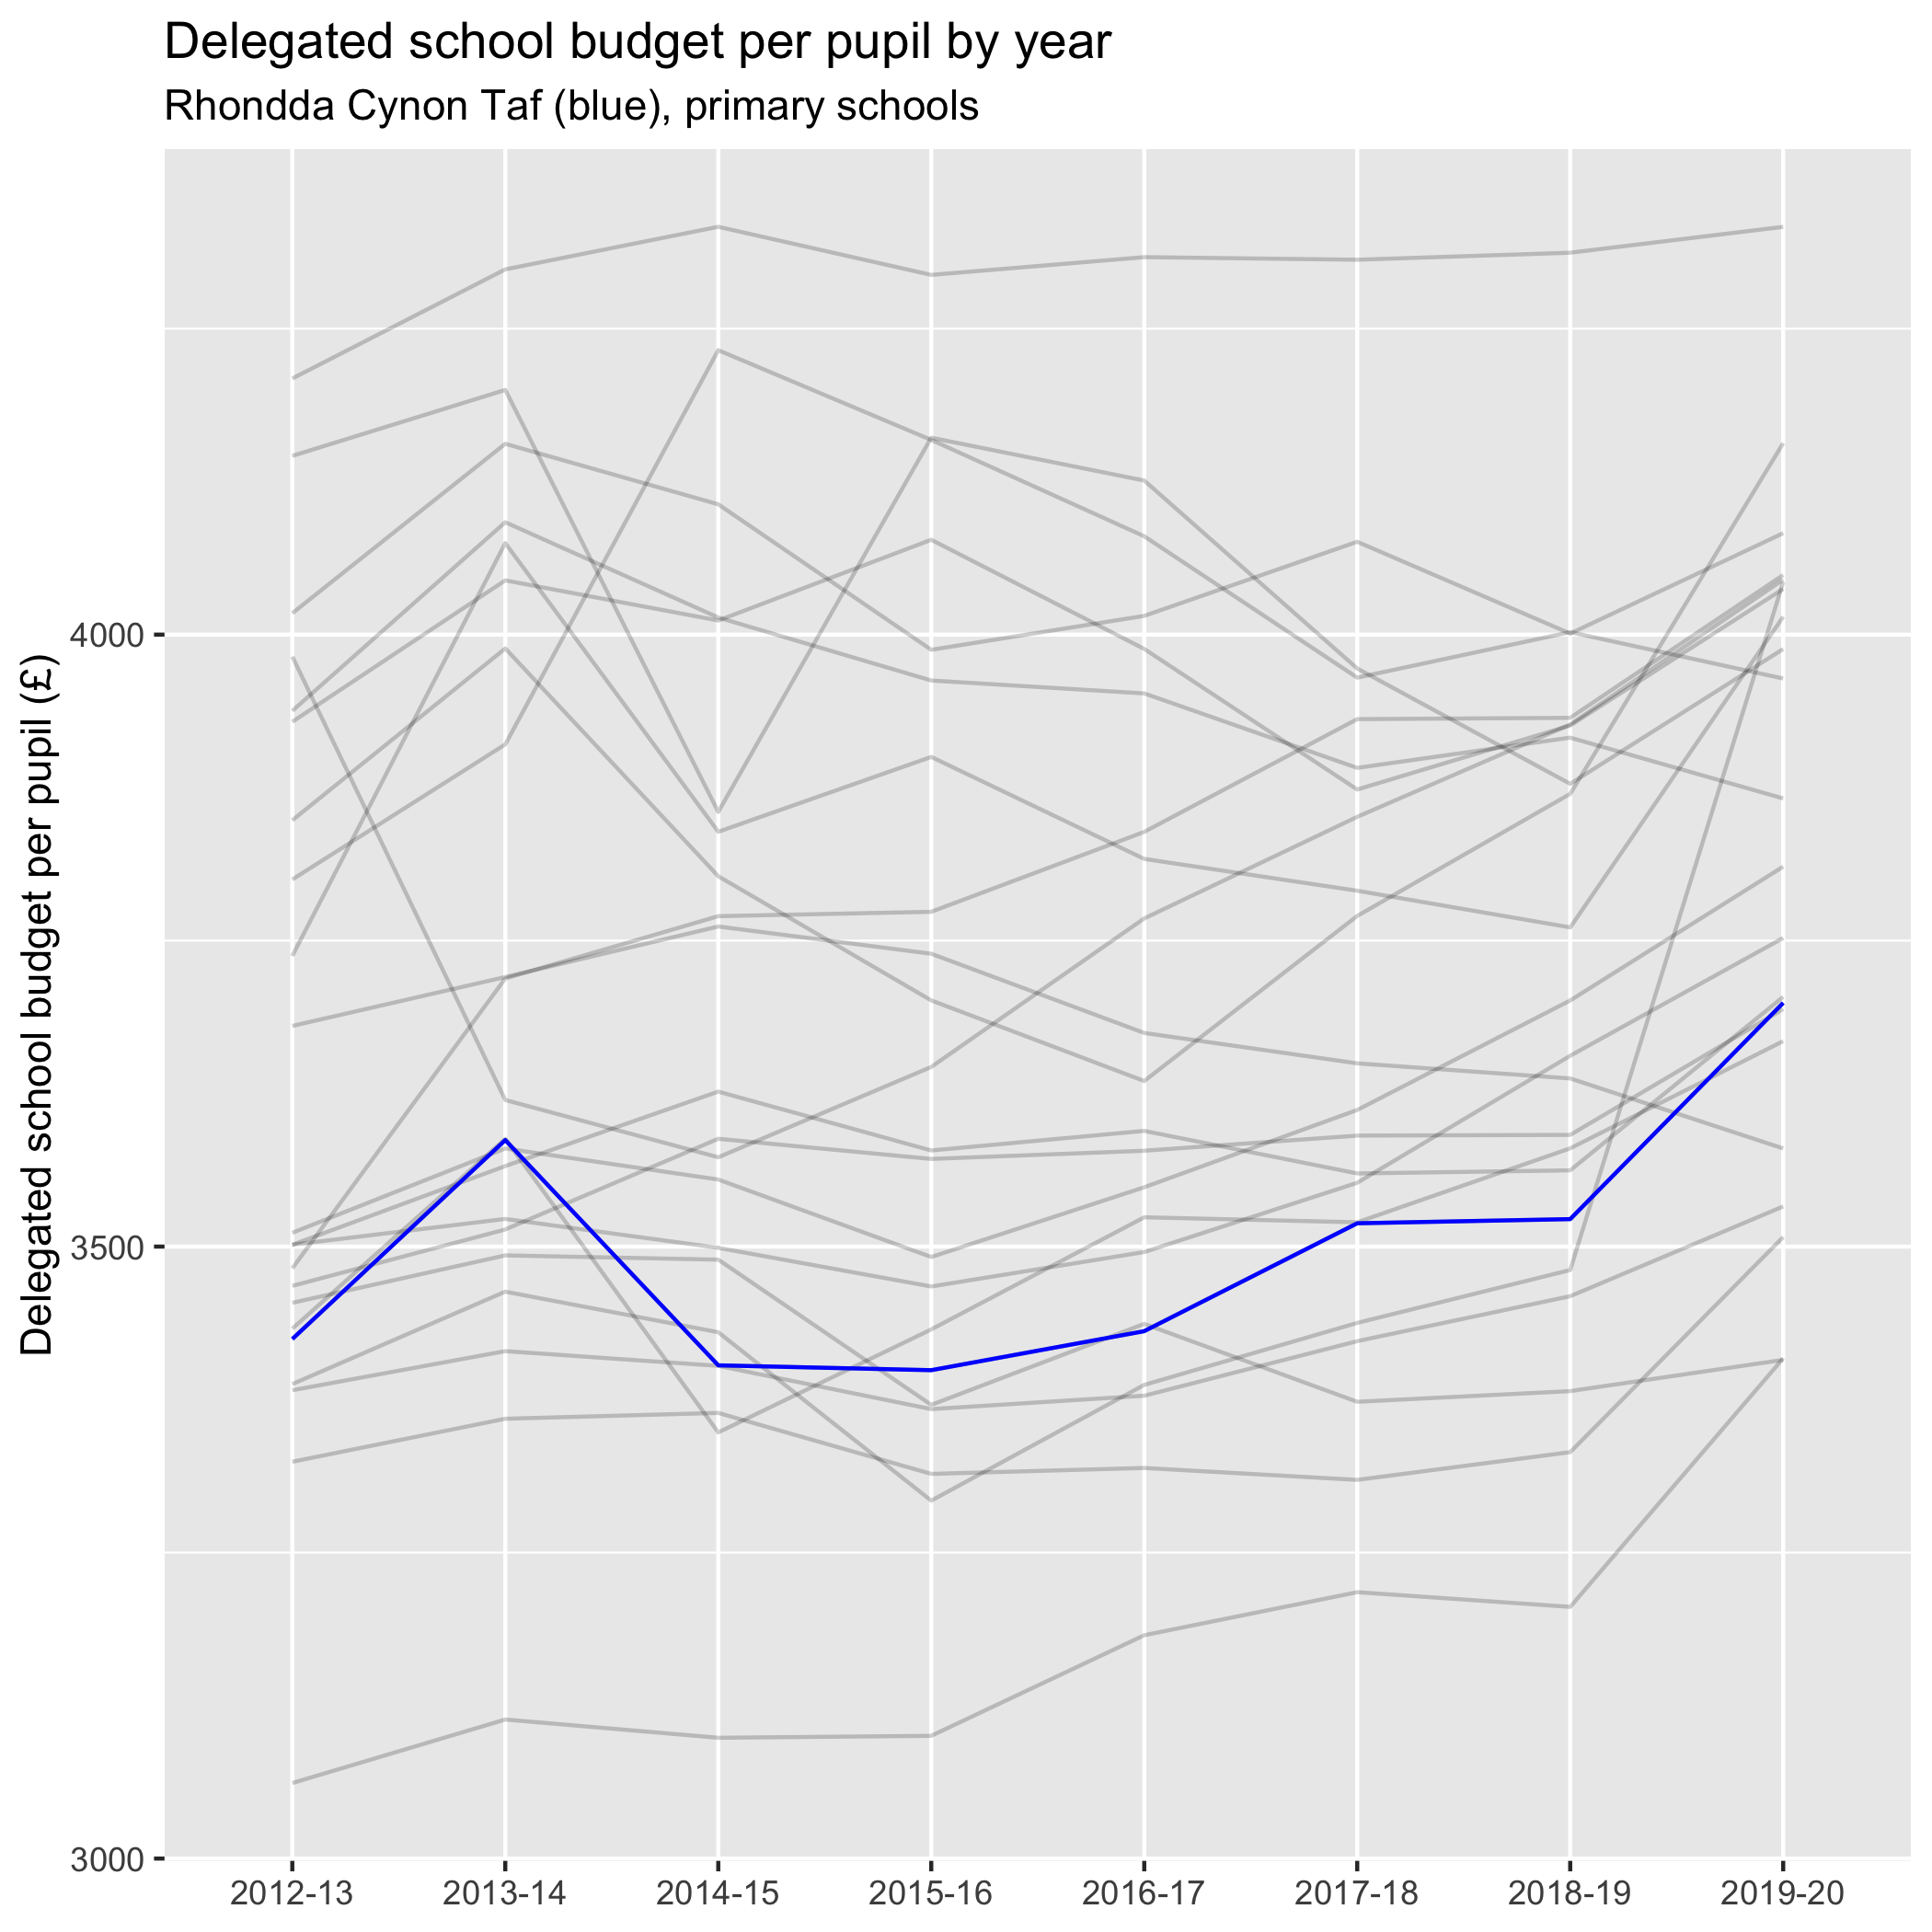 Delegated school budget per pupil by year
Rhondda Cynon Taf (blue), primary schools
Delegated school budget per pupil (£)
4000
3500
3000
2012-13 2013-14 2014-15 2015-16 2016-17 2017-18 2018-19 2019-20